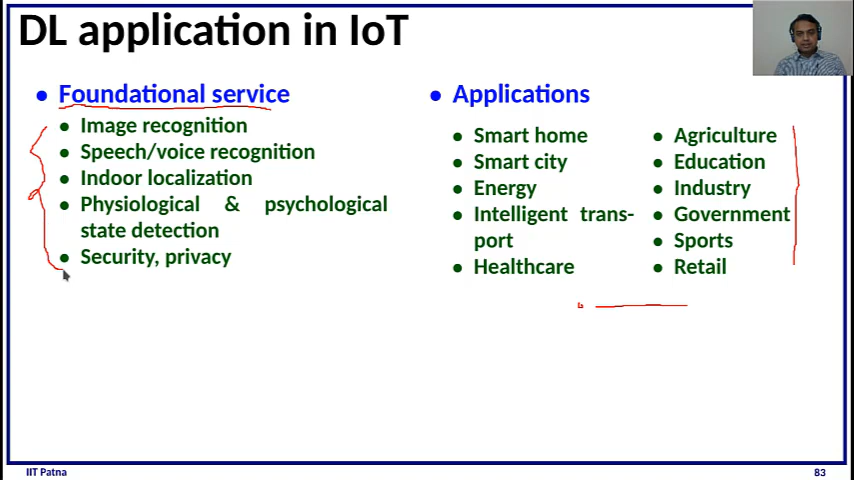 DL application in IoT
Foundational service
Image recognition
Speech/voice recognition
Indoor localization
Physiological & psychological
state detection
Security, privacy
Applications
Smart home
Smart city
Energy
Intelligent trans-
port
Healthcare
Agriculture
Education
Industry
Government
Sports
Retail
IIT Patna
83